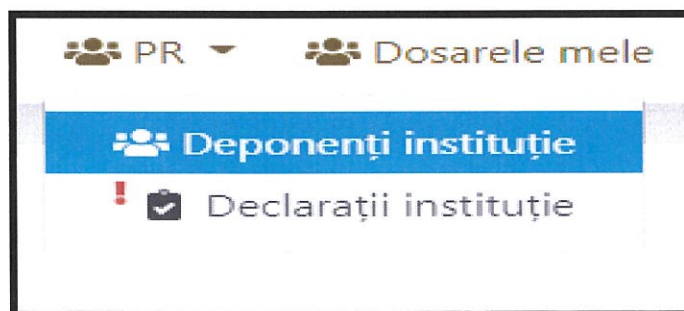 PR Dosarele mele
Deponenți instituție
! Declarații instituție